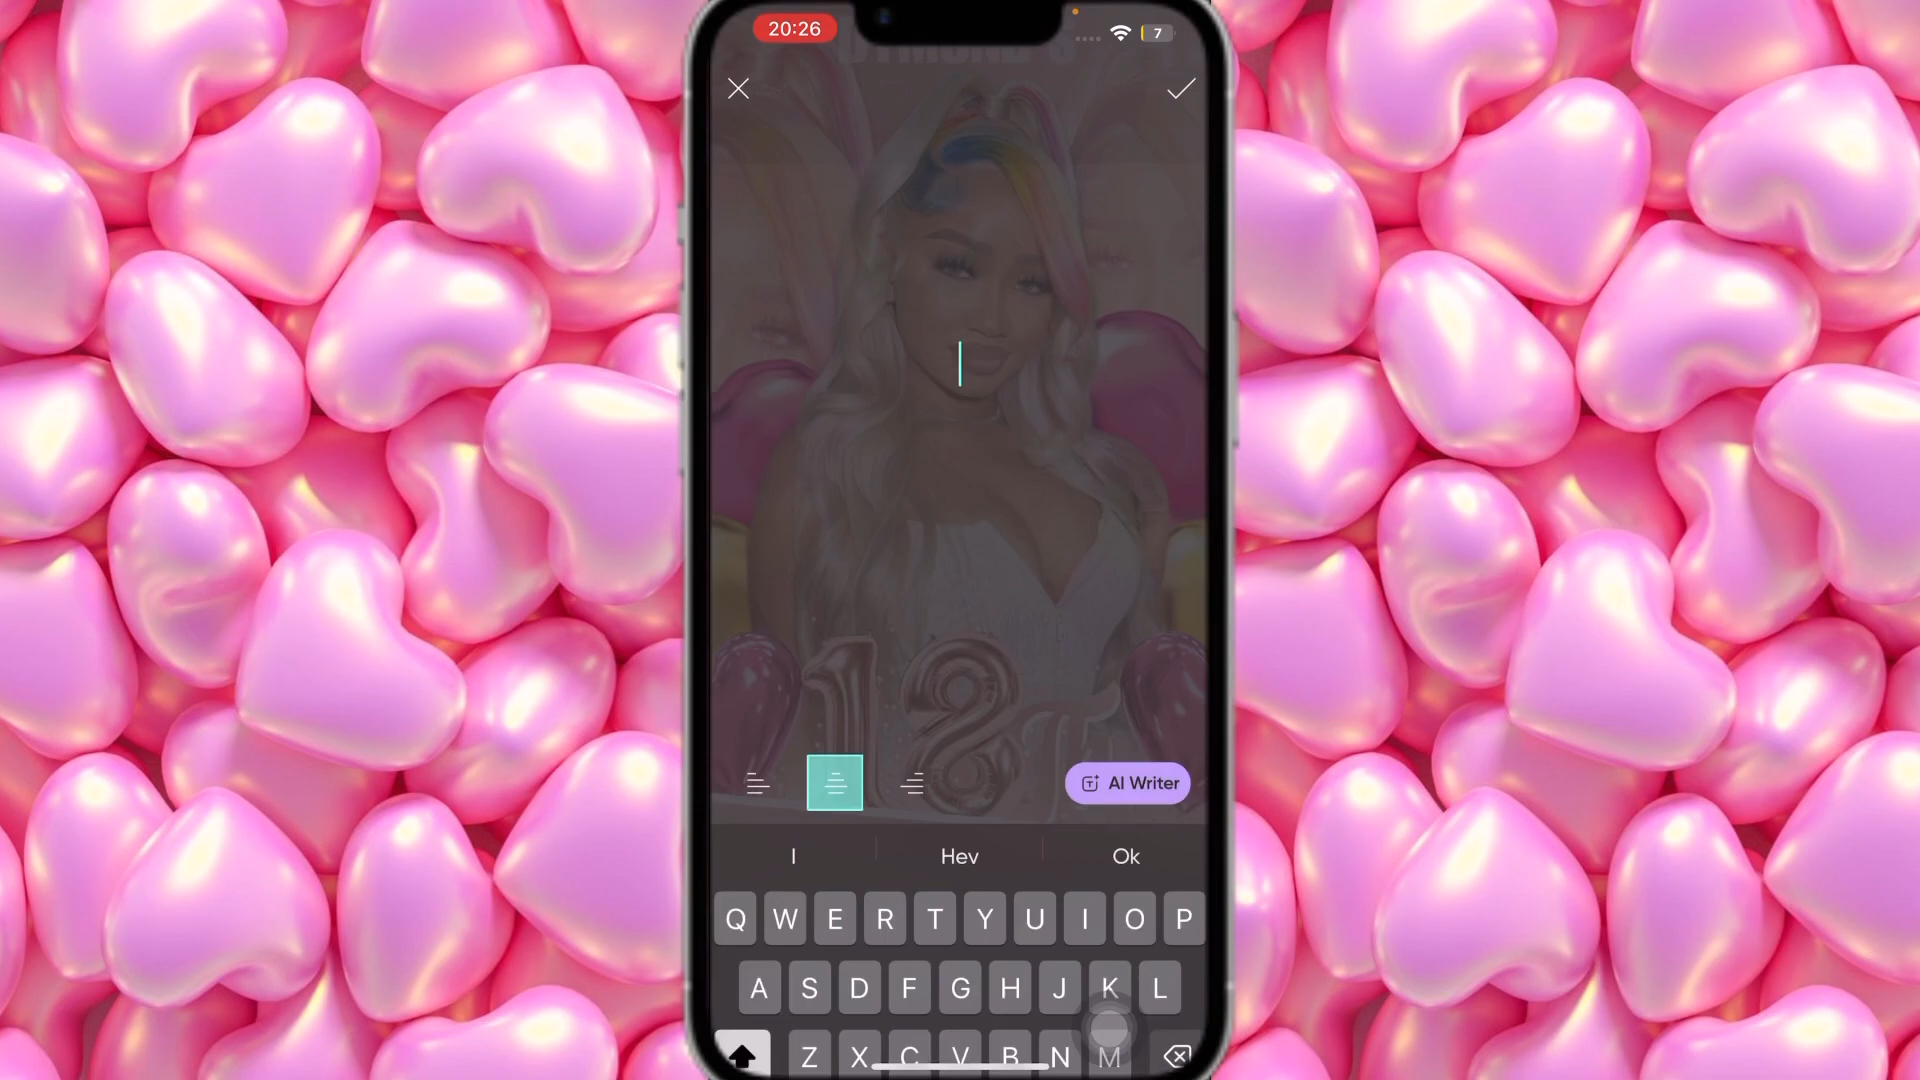 20:26
7
18
AI Writer
I
Hev
Ok
Q W E R T Y U I O P
A S D F G H J K L
Z X C V B N M